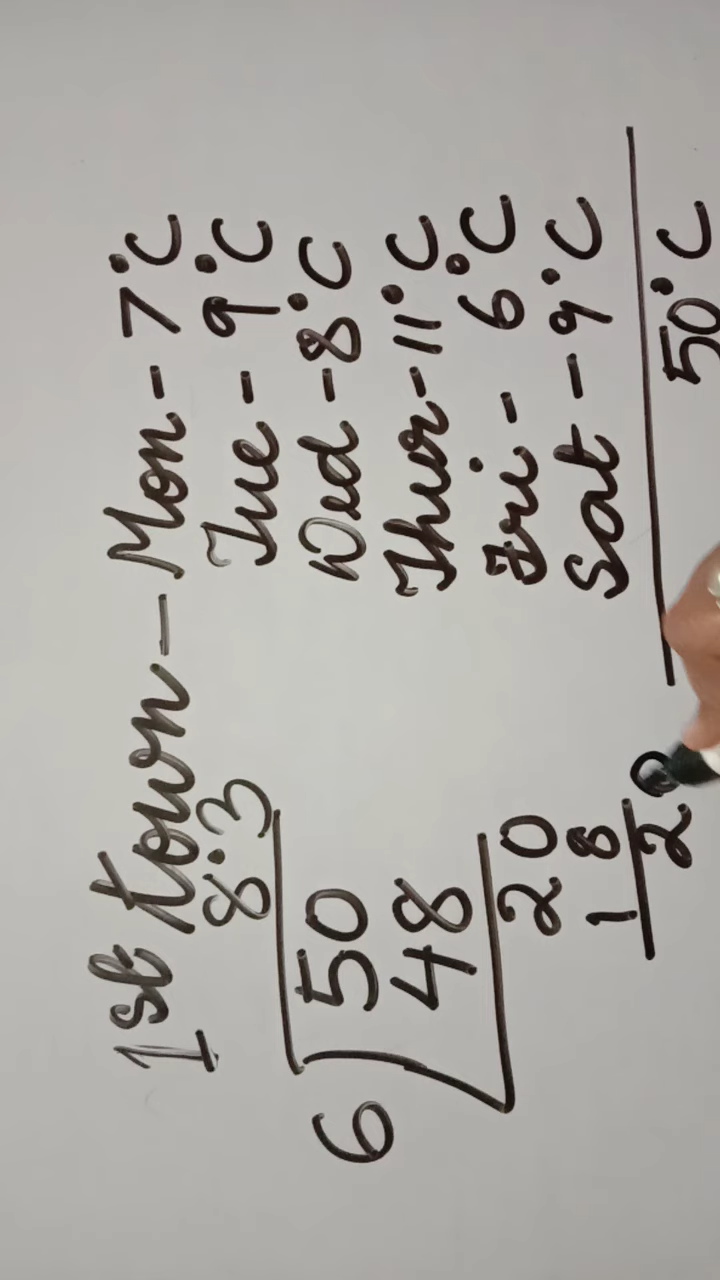 1st town - Mon - 7°C
Tue - 9°C
Wed - 8°C
Thur - 11°C
Fri - 6°C
Sat - 9°C
50°C
8.3
6 50
48
20
18
20